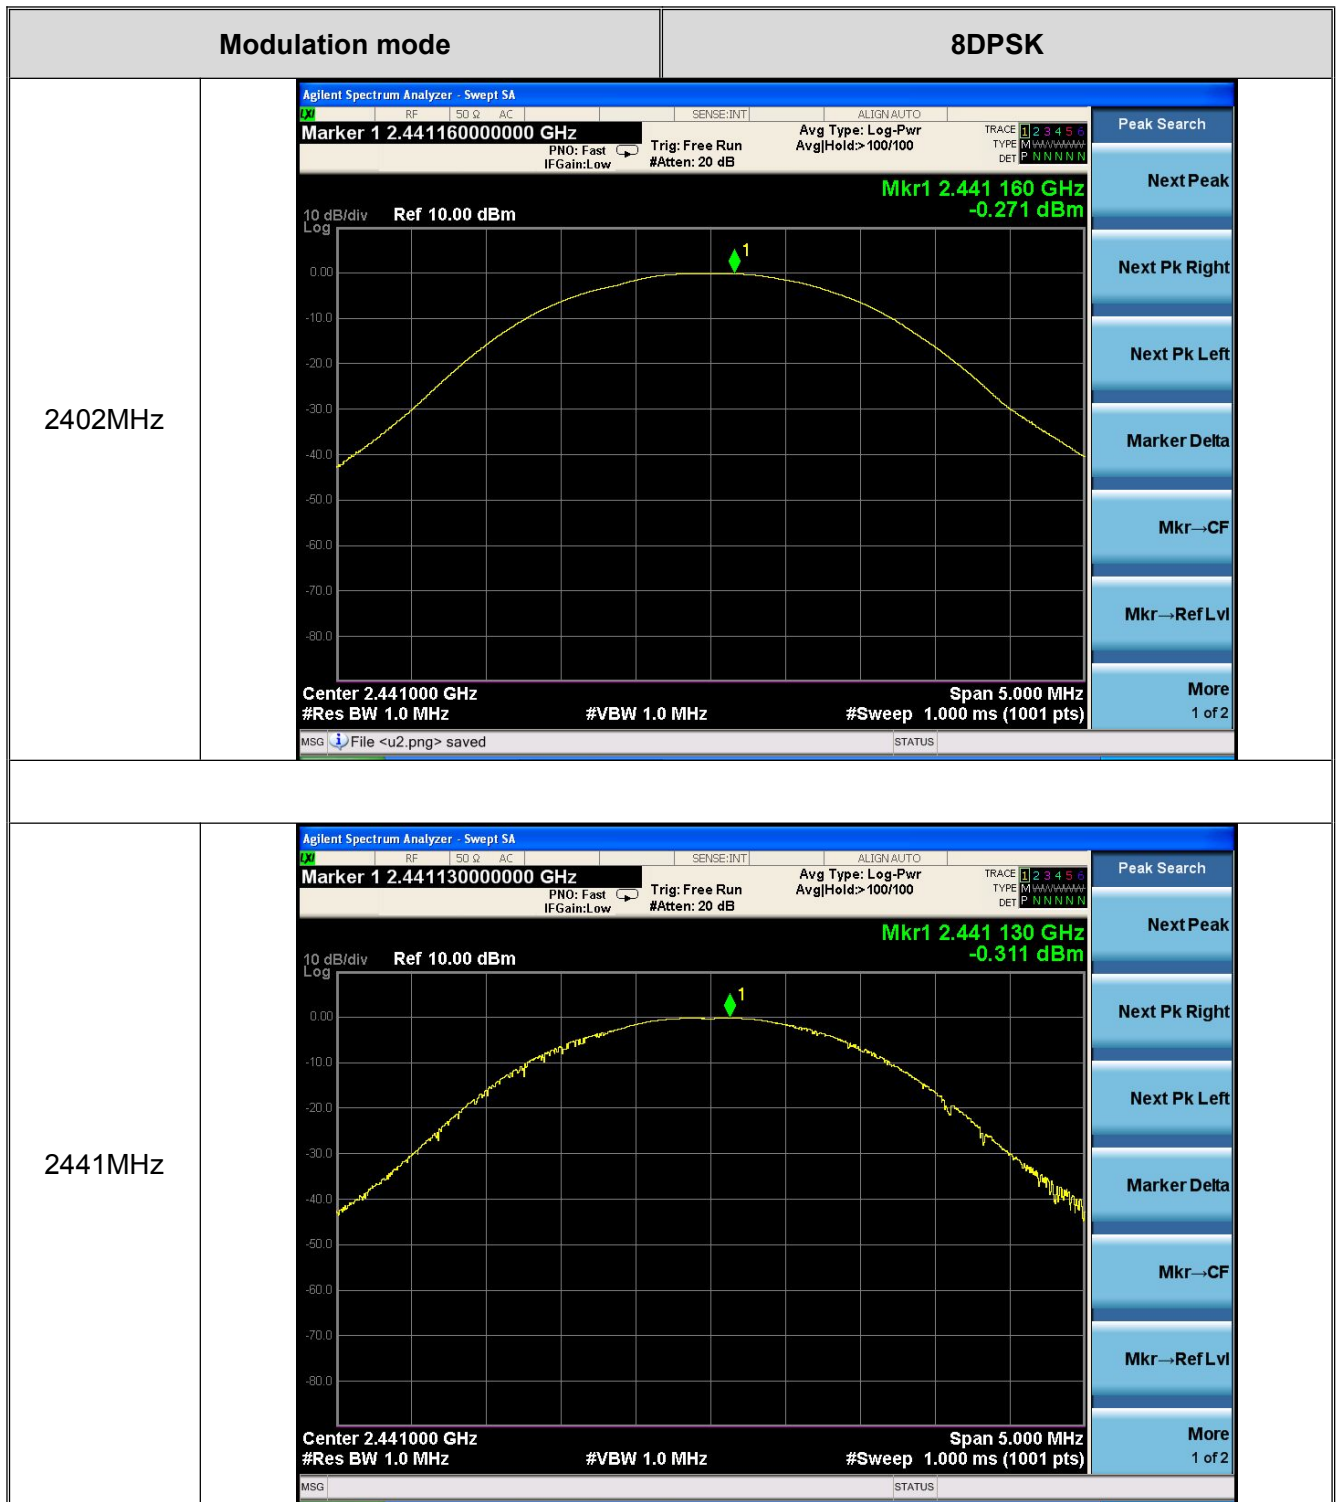 Modulation mode 8DPSK
2402MHz
Agilent Spectrum Analyzer - Swept SA
LXI RF 50 Ω AC SENSE:INT ALIGN AUTO
Marker 1 2.441160000000 GHz
PNO: Fast
IFGain:Low
Trig: Free Run
#Atten: 20 dB
Avg Type: Log-Pwr
Avg|Hold:>100/100
TRACE 1 2 3 4 5 6
TYPE M
DET P N N N N N
Mkr1 2.441 160 GHz
-0.271 dBm
10 dB/div Ref 10.00 dBm
Log
1
0.00
-10.0
-20.0
-30.0
-40.0
-50.0
-60.0
-70.0
-80.0
Center 2.441000 GHz Span 5.000 MHz
#Res BW 1.0 MHz #VBW 1.0 MHz #Sweep 1.000 ms (1001 pts)
MSG File <u2.png> saved STATUS
Peak Search
Next Peak
Next Pk Right
Next Pk Left
Marker Delta
Mkr→CF
Mkr→Ref Lvl
More
1 of 2
2441MHz
Agilent Spectrum Analyzer - Swept SA
LXI RF 50 Ω AC SENSE:INT ALIGN AUTO
Marker 1 2.441130000000 GHz
PNO: Fast
IFGain:Low
Trig: Free Run
#Atten: 20 dB
Avg Type: Log-Pwr
Avg|Hold:>100/100
TRACE 1 2 3 4 5 6
TYPE M
DET P N N N N N
Mkr1 2.441 130 GHz
-0.311 dBm
10 dB/div Ref 10.00 dBm
Log
1
0.00
-10.0
-20.0
-30.0
-40.0
-50.0
-60.0
-70.0
-80.0
Center 2.441000 GHz Span 5.000 MHz
#Res BW 1.0 MHz #VBW 1.0 MHz #Sweep 1.000 ms (1001 pts)
MSG STATUS
Peak Search
Next Peak
Next Pk Right
Next Pk Left
Marker Delta
Mkr→CF
Mkr→Ref Lvl
More
1 of 2